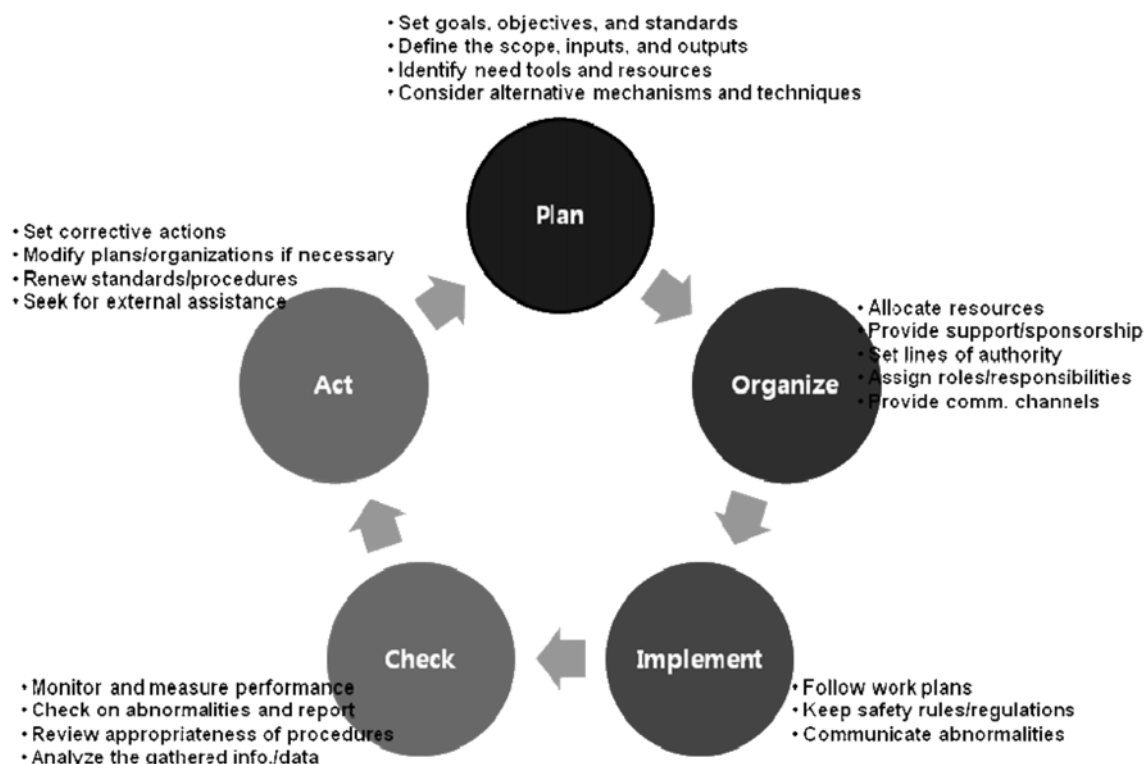 • Set goals, objectives, and standards
• Define the scope, inputs, and outputs
• Identify need tools and resources
• Consider alternative mechanisms and techniques
Plan
• Allocate resources
• Provide support/sponsorship
• Set lines of authority
• Assign roles/responsibilities
• Provide comm. channels
Organize
Implement
• Follow work plans
• Keep safety rules/regulations
• Communicate abnormalities
Check
• Monitor and measure performance
• Check on abnormalities and report
• Review appropriateness of procedures
• Analyze the gathered info./data
• Set corrective actions
• Modify plans/organizations if necessary
• Renew standards/procedures
• Seek for external assistance
Act